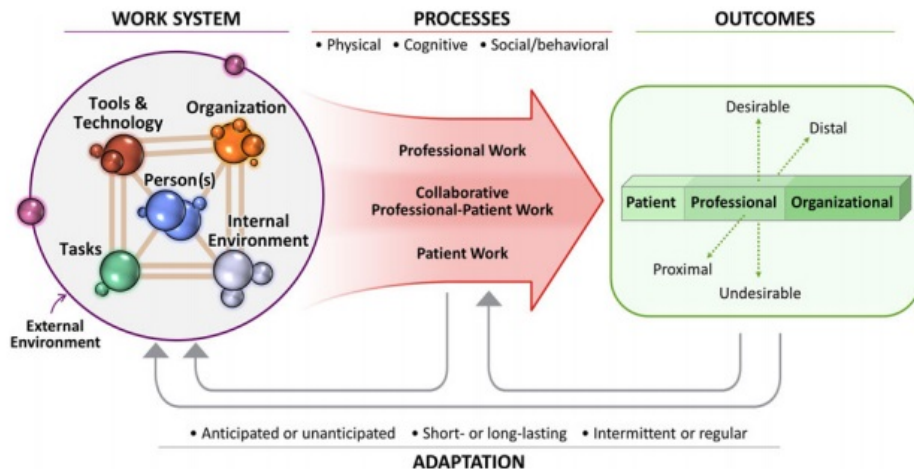 WORK SYSTEM
PROCESSES
• Physical • Cognitive • Social/behavioral
OUTCOMES
Tools &
Technology
Organization
Person(s)
Internal
Environment
Tasks
External
Environment
Professional Work
Collaborative
Professional-Patient Work
Patient Work
Desirable
Distal
Patient
Professional
Organizational
Proximal
Undesirable
• Anticipated or unanticipated • Short- or long-lasting • Intermittent or regular
ADAPTATION